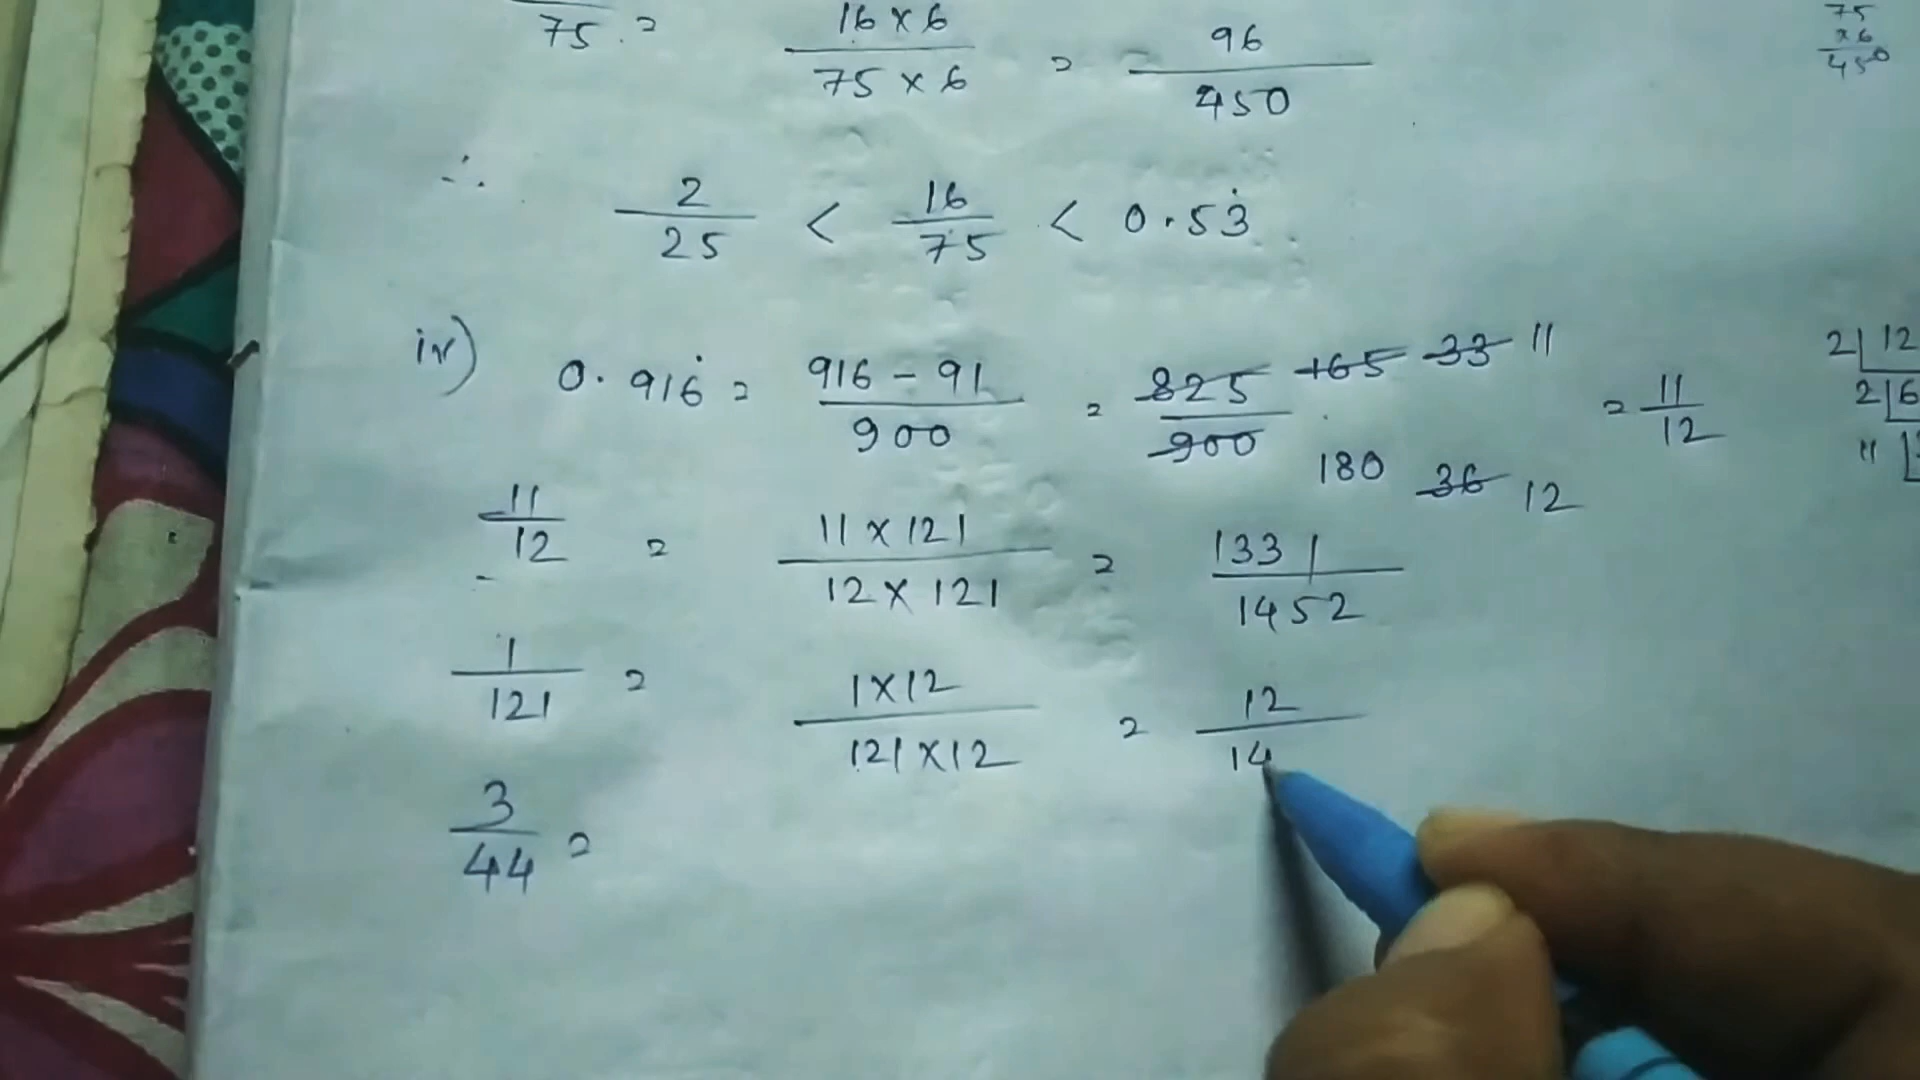 75 = 16 x 6 / 75 x 6 = 96 / 450
75
x 6
450
∴ 2/25 < 16/75 < 0.53̇
iv) 0.916̇ = 916 - 91 / 900 = 825 165 33 11 / 900 180 36 12 = 11/12
2 12
2 6
11
11/12 = 11 x 121 / 12 x 121 = 1331 / 1452
1/121 = 1 x 12 / 121 x 12 = 12 / 14
3/44 =